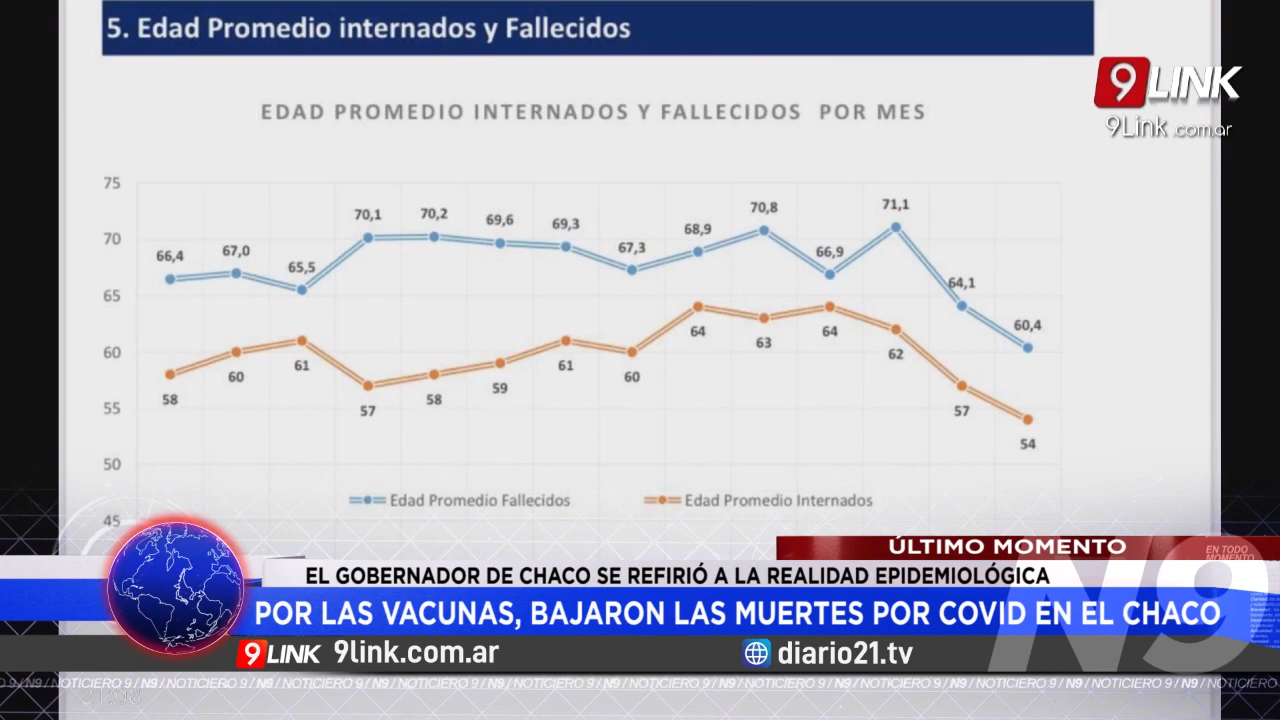 5. Edad Promedio internados y Fallecidos
9 LINK
9Link .com.ar
EDAD PROMEDIO INTERNADOS Y FALLECIDOS POR MES
75
70
65
60
55
50
45
66,4
67,0
65,5
70,1
70,2
69,6
69,3
67,3
68,9
70,8
66,9
71,1
64,1
60,4
58
60
61
57
58
59
61
60
64
63
64
62
57
54
Edad Promedio Fallecidos
Edad Promedio Internados
ÚLTIMO MOMENTO
EN TODO
MOMENTO
EL GOBERNADOR DE CHACO SE REFIRIÓ A LA REALIDAD EPIDEMIOLÓGICA
POR LAS VACUNAS, BAJARON LAS MUERTES POR COVID EN EL CHACO
N9
9 LINK 9link.com.ar
diario21.tv
O 9 / N9 / NOTICIERO 9 / N9 / NOTICIERO 9 / N9 / NOTICIERO 9 / N9 / NOTICIERO 9 / N9 / NOTICIERO 9 / N9 / NOTICIERO 9 / N9 / NOTICIERO 9 / N9 / NOTICIERO